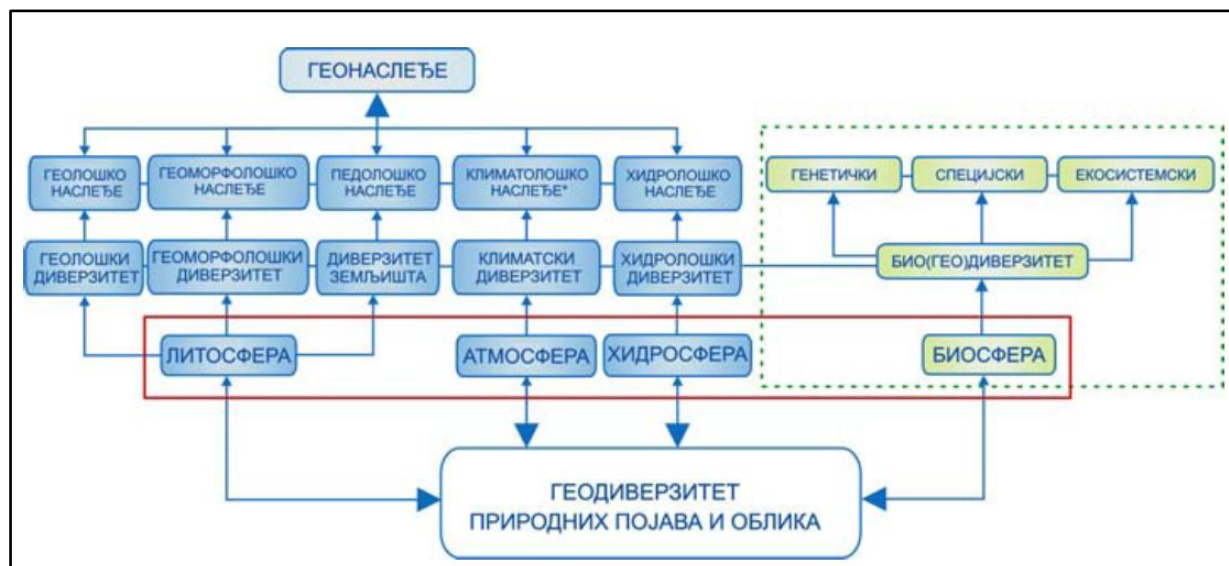 ГЕОНАСЛЕЂЕ
ГЕОЛОШКО
НАСЛЕЂЕ
ГЕОМОРФОЛОШКО
НАСЛЕЂЕ
ПЕДОЛОШКО
НАСЛЕЂЕ
КЛИМАТОЛОШКО
НАСЛЕЂЕ*
ХИДРОЛОШКО
НАСЛЕЂЕ
ГЕНЕТИЧКИ
СПЕЦИЈСКИ
ЕКОСИСТЕМСКИ
ГЕОЛОШКИ
ДИВЕРЗИТЕТ
ГЕОМОРФОЛОШКИ
ДИВЕРЗИТЕТ
ДИВЕРЗИТЕТ
ЗЕМЉИШТА
КЛИМАТСКИ
ДИВЕРЗИТЕТ
ХИДРОЛОШКИ
ДИВЕРЗИТЕТ
БИО(ГЕО)ДИВЕРЗИТЕТ
ЛИТОСФЕРА
АТМОСФЕРА
ХИДРОСФЕРА
БИОСФЕРА
ГЕОДИВЕРЗИТЕТ
ПРИРОДНИХ ПОЈАВА И ОБЛИКА